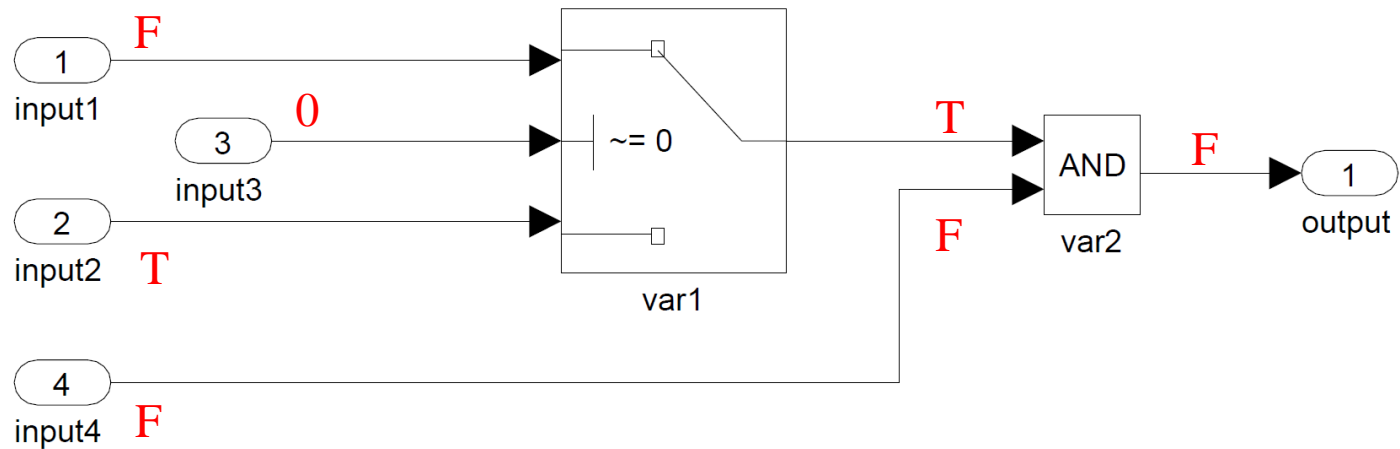 F
1
input1
0
3
input3
~= 0
T
AND
var2
F
1
output
2
input2
T
F
var1
4
input4
F